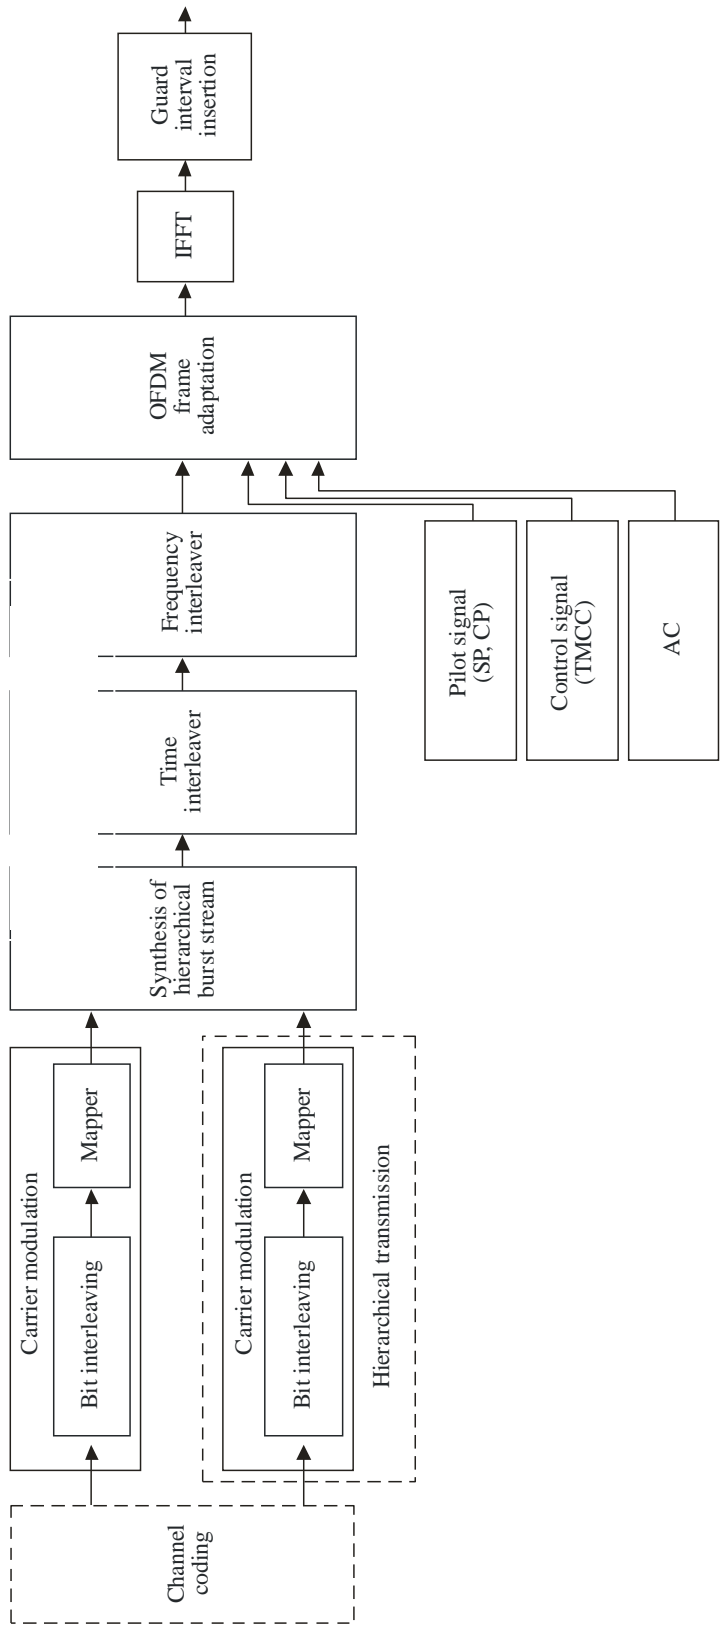 Channel
coding
Carrier modulation
Bit interleaving
Mapper
Carrier modulation
Bit interleaving
Mapper
Hierarchical transmission
Synthesis of
hierarchical
burst stream
Time
interleaver
Frequency
interleaver
OFDM
frame
adaptation
IFFT
Guard
interval
insertion
Pilot signal
(SP, CP)
Control signal
(TMCC)
AC